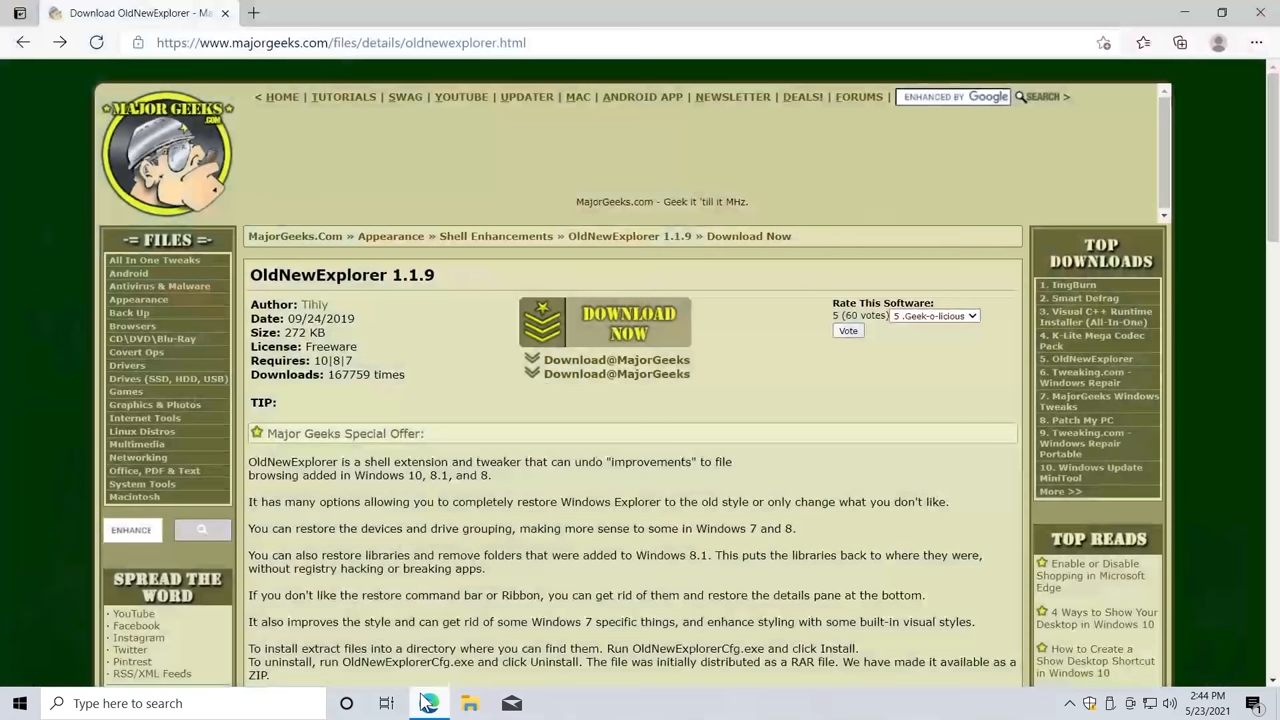 Download OldNewExplorer - Ma
https://www.majorgeeks.com/files/details/oldnewexplorer.html
MAJOR GEEKS
.COM
< HOME | TUTORIALS | SWAG | YOUTUBE | UPDATER | MAC | ANDROID APP | NEWSLETTER | DEALS! | FORUMS | ENHANCED BY Google SEARCH >
MajorGeeks.com - Geek it 'till it MHz.
-= FILES =-
All In One Tweaks
Android
Antivirus & Malware
Appearance
Back Up
Browsers
CD\DVD\Blu-Ray
Covert Ops
Drivers
Drives (SSD, HDD, USB)
Games
Graphics & Photos
Internet Tools
Linux Distros
Multimedia
Networking
Office, PDF & Text
System Tools
Macintosh
ENHANCE
SPREAD THE
WORD
· YouTube
· Facebook
· Instagram
· Twitter
· Pintrest
· RSS/XML Feeds
MajorGeeks.Com » Appearance » Shell Enhancements » OldNewExplorer 1.1.9 » Download Now
OldNewExplorer 1.1.9
Author: Tihiy
Date: 09/24/2019
Size: 272 KB
License: Freeware
Requires: 10|8|7
Downloads: 167759 times
TIP:
DOWNLOAD
NOW
Download@MajorGeeks
Download@MajorGeeks
Rate This Software:
5 (60 votes) 5 .Geek-o-licious
Vote
Major Geeks Special Offer:
OldNewExplorer is a shell extension and tweaker that can undo "improvements" to file
browsing added in Windows 10, 8.1, and 8.
It has many options allowing you to completely restore Windows Explorer to the old style or only change what you don't like.
You can restore the devices and drive grouping, making more sense to some in Windows 7 and 8.
You can also restore libraries and remove folders that were added to Windows 8.1. This puts the libraries back to where they were,
without registry hacking or breaking apps.
If you don't like the restore command bar or Ribbon, you can get rid of them and restore the details pane at the bottom.
It also improves the style and can get rid of some Windows 7 specific things, and enhance styling with some built-in visual styles.
To install extract files into a directory where you can find them. Run OldNewExplorerCfg.exe and click Install.
To uninstall, run OldNewExplorerCfg.exe and click Uninstall. The file was initially distributed as a RAR file. We have made it available as a
ZIP.
TOP
DOWNLOADS
1. ImgBurn
2. Smart Defrag
3. Visual C++ Runtime
Installer (All-In-One)
4. K-Lite Mega Codec
Pack
5. OldNewExplorer
6. Tweaking.com -
Windows Repair
7. MajorGeeks Windows
Tweaks
8. Patch My PC
9. Tweaking.com -
Windows Repair
Portable
10. Windows Update
MiniTool
More >>
TOP READS
Enable or Disable
Shopping in Microsoft
Edge
4 Ways to Show Your
Desktop in Windows 10
How to Create a
Show Desktop Shortcut
in Windows 10
Type here to search
2:44 PM
5/23/2021
1